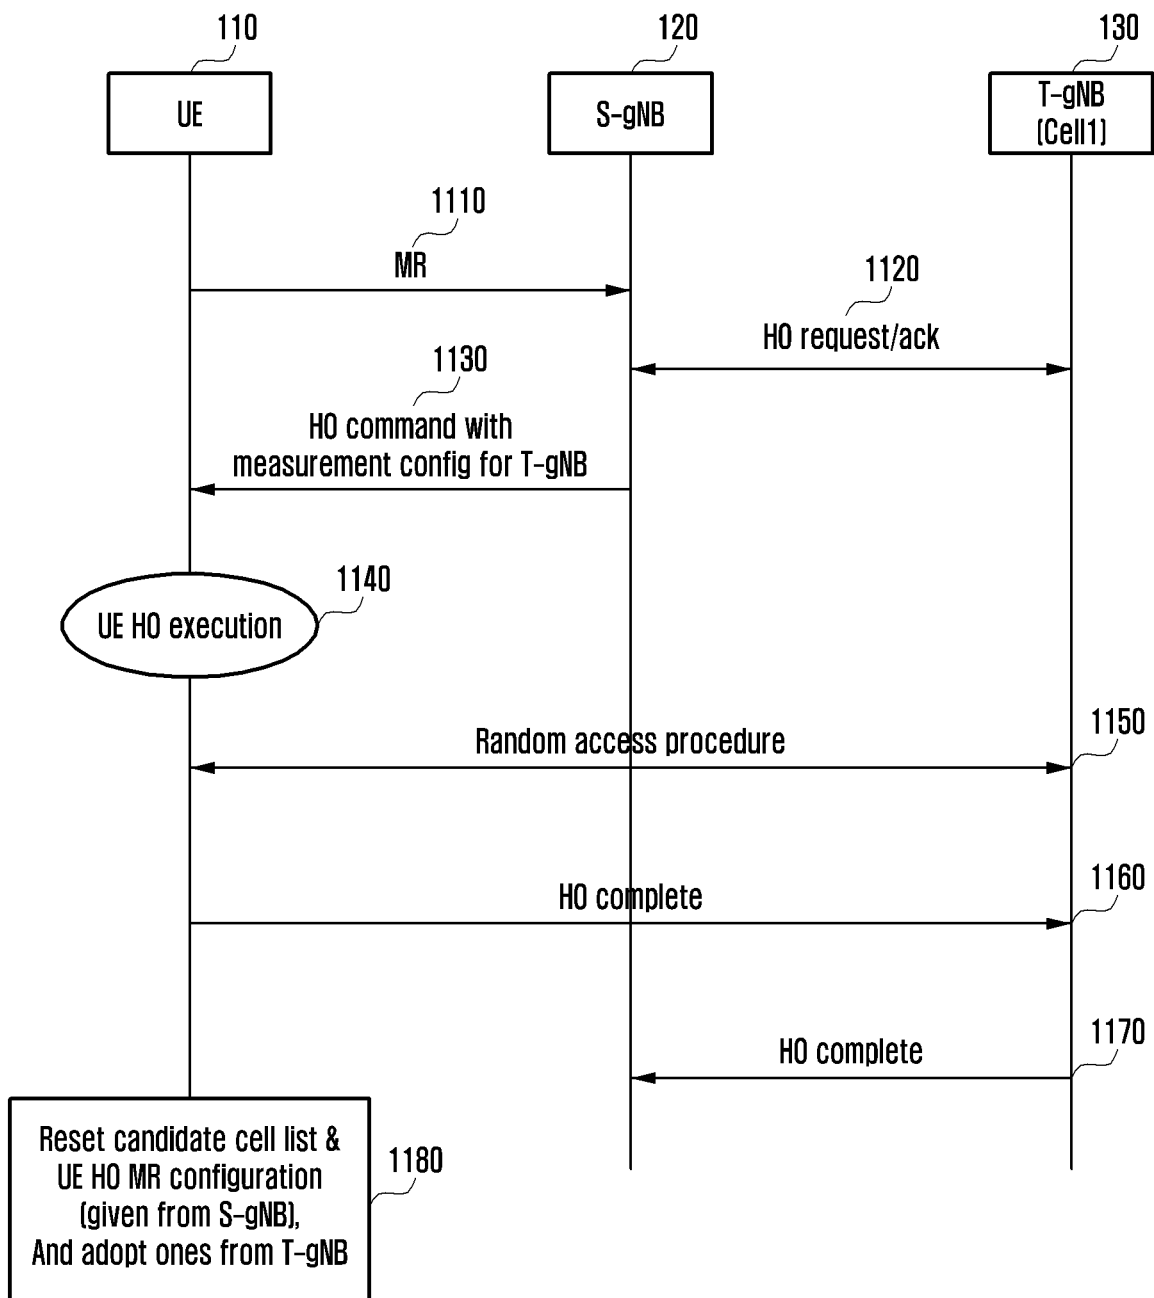 110
120
130
UE
S-gNB
T-gNB
(Cell1)
1110
MR
1120
HO request/ack
1130
HO command with
measurement config for T-gNB
1140
UE HO execution
1150
Random access procedure
1160
HO complete
1170
HO complete
1180
Reset candidate cell list &
UE HO MR configuration
(given from S-gNB),
And adopt ones from T-gNB